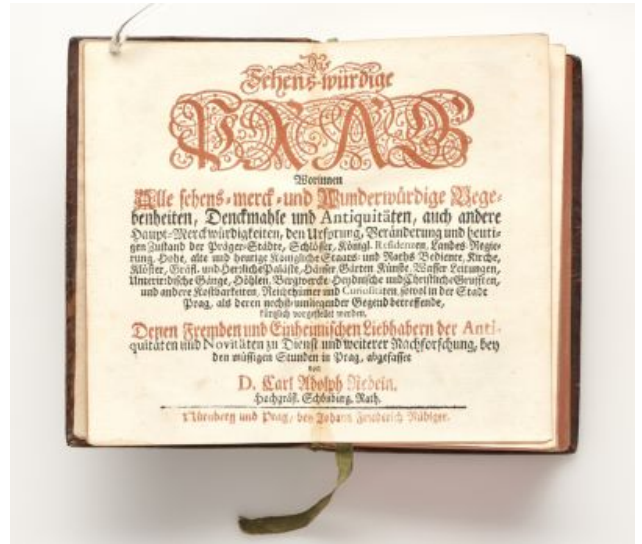 Das
Sehens-würdige
PRAG
Worinnen
Alle sehens-merck-und Wunderwürdige Bege-
benheiten, Denckmahle und Antiquitäten, auch andere
Haupt-Merckwürdigkeiten, den Ursprung, Veränderung und heuti-
gen Zustand der Prager-Städte, Schlösser, Königl. Residenzen, Landes-Regie-
rung, Hohe, alte und heutige Königliche Staats- und Raths Bediente, Kirche,
Klöster, Gräfl. und Herrliche Paläste, Häuser Gärten Künste, Wasser Leitungen,
Unterirrdische Gänge, Höhlen, Bergwercke, Heydnische und Christliche Grufften,
und andere Kostbarkeiten, Reichthümer und Curiositäten, sowol in der Stadt
Prag, als deren nechst-umliegender Gegend betreffende,
kürtzlich vorgestellet werden,
Denen Fremden und Einheimischen Liebhabern der Anti-
quitäten und Novitäten zu Dienst und weiterer Nachforschung, bey
den müssigen Stunden in Prag, abgefasset
von
D. Carl Adolph Redeln,
Hochgräfl. Schönbirg. Rath.
Nürnberg und Prag, bey Johann Friederich Rüdiger.